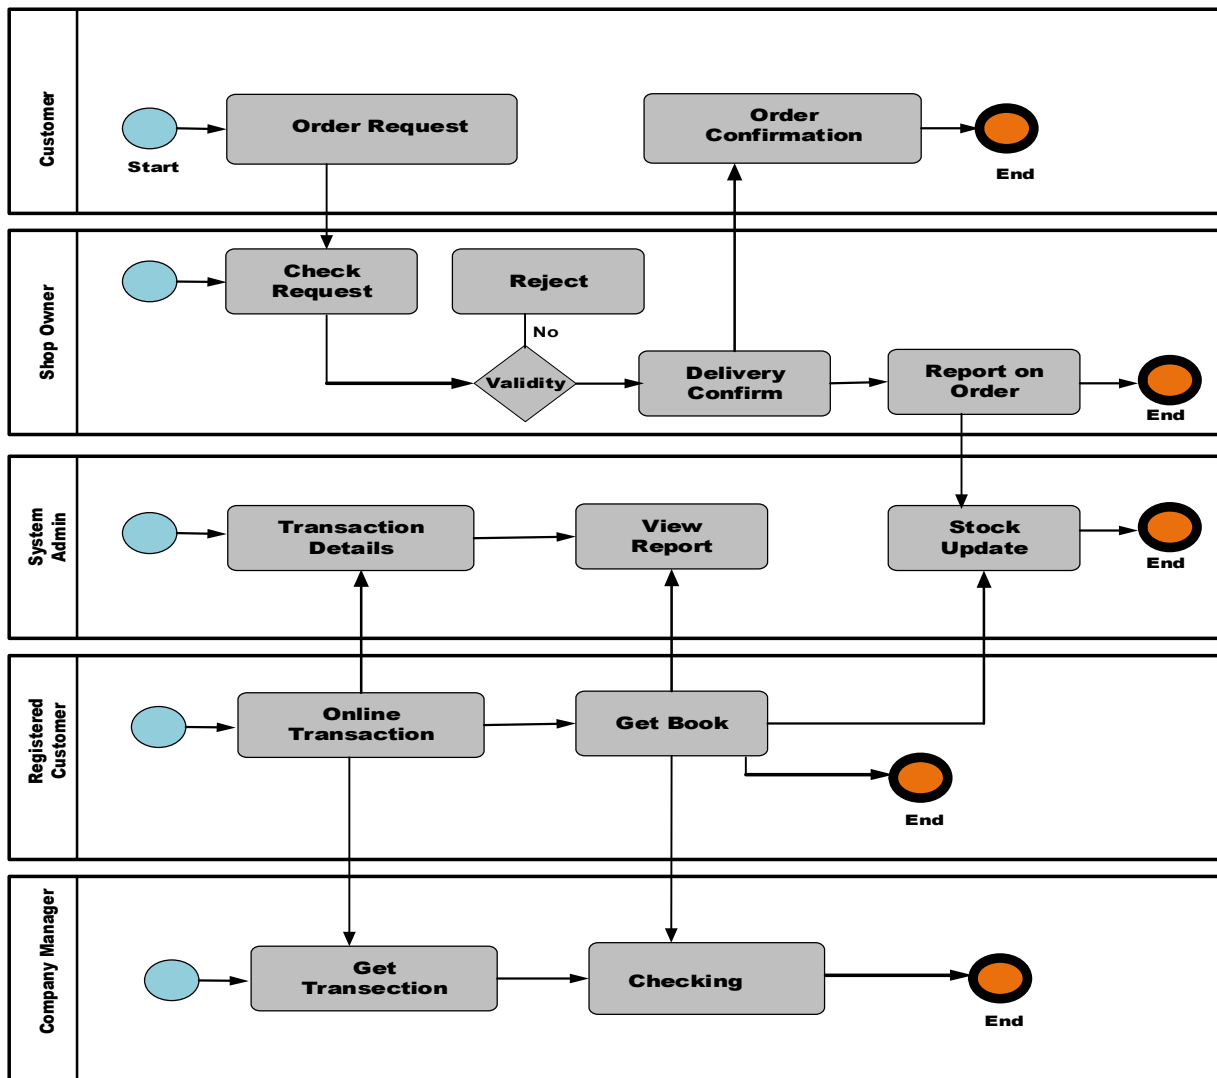 Customer
Start
Order Request
Order
Confirmation
End
Shop Owner
Check
Request
Reject
No
Validity
Delivery
Confirm
Report on
Order
End
System
Admin
Transaction
Details
View
Report
Stock
Update
End
Registered
Customer
Online
Transaction
Get Book
End
Company Manager
Get
Transection
Checking
End